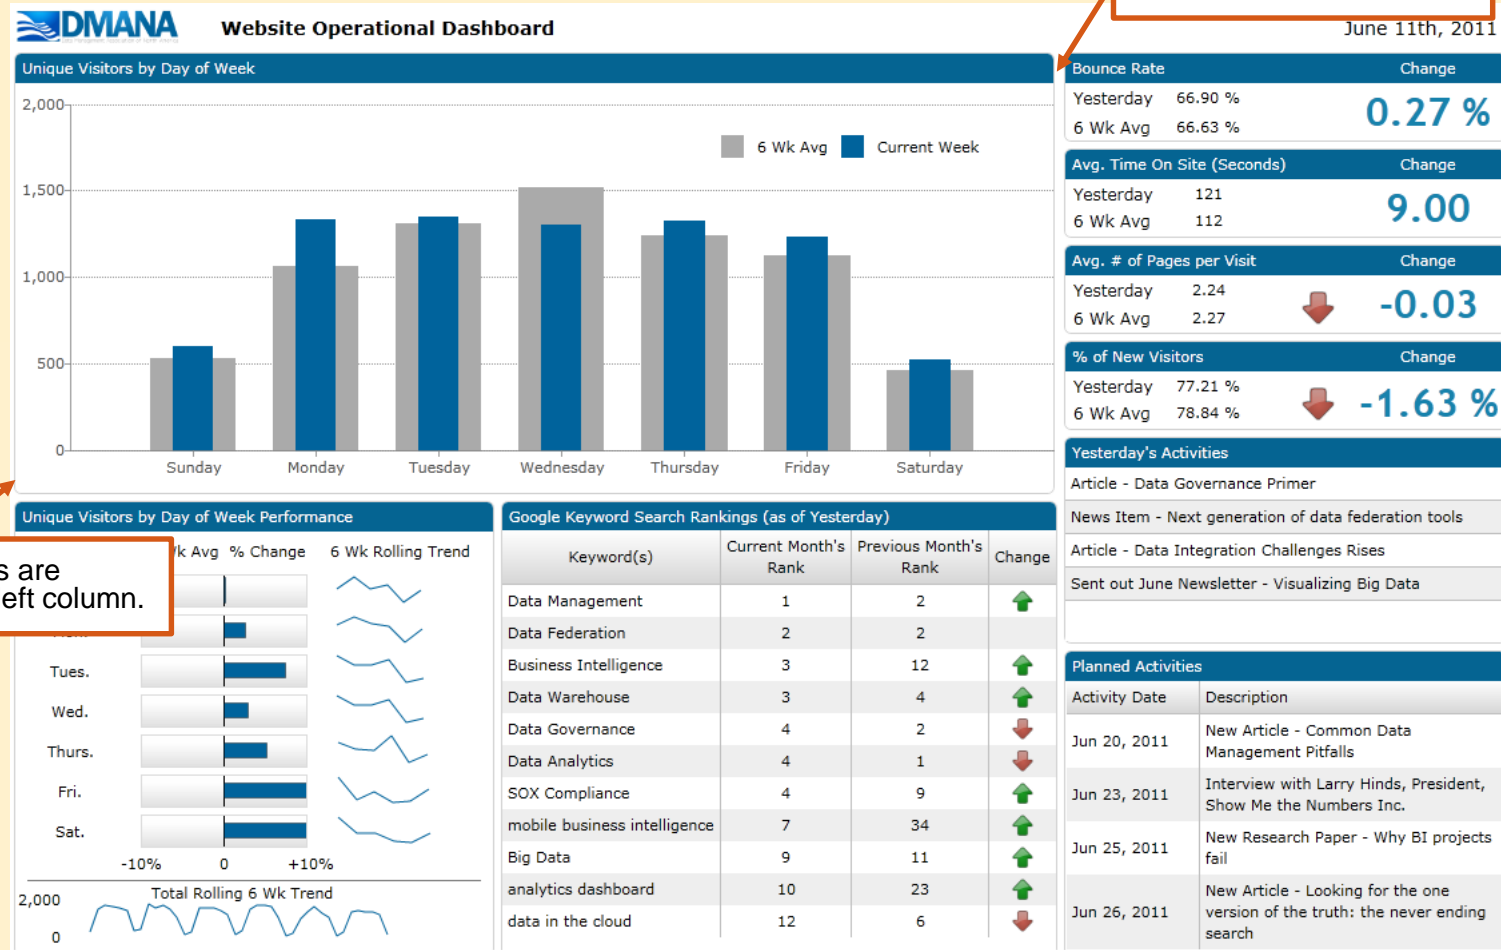 DMANA
Website Operational Dashboard
June 11th, 2011
Unique Visitors by Day of Week
2,000
1,500
1,000
500
0
6 Wk Avg
Current Week
Sunday Monday Tuesday Wednesday Thursday Friday Saturday
Bounce Rate Change
Yesterday 66.90 %
6 Wk Avg 66.63 %
0.27 %
Avg. Time On Site (Seconds) Change
Yesterday 121
6 Wk Avg 112
9.00
Avg. # of Pages per Visit Change
Yesterday 2.24
6 Wk Avg 2.27
-0.03
% of New Visitors Change
Yesterday 77.21 %
6 Wk Avg 78.84 %
-1.63 %
Yesterday's Activities
Article - Data Governance Primer
News Item - Next generation of data federation tools
Article - Data Integration Challenges Rises
Sent out June Newsletter - Visualizing Big Data
Unique Visitors by Day of Week Performance
Avg % Change 6 Wk Rolling Trend
s are
eft column.
Tues.
Wed.
Thurs.
Fri.
Sat.
-10% 0 +10%
Total Rolling 6 Wk Trend
2,000
0
Google Keyword Search Rankings (as of Yesterday)
Keyword(s) Current Month's Rank Previous Month's Rank Change
Data Management 1 2
Data Federation 2 2
Business Intelligence 3 12
Data Warehouse 3 4
Data Governance 4 2
Data Analytics 4 1
SOX Compliance 4 9
mobile business intelligence 7 34
Big Data 9 11
analytics dashboard 10 23
data in the cloud 12 6
Planned Activities
Activity Date Description
Jun 20, 2011 New Article - Common Data
Management Pitfalls
Jun 23, 2011 Interview with Larry Hinds, President,
Show Me the Numbers Inc.
Jun 25, 2011 New Research Paper - Why BI projects
fail
Jun 26, 2011 New Article - Looking for the one
version of the truth: the never ending
search